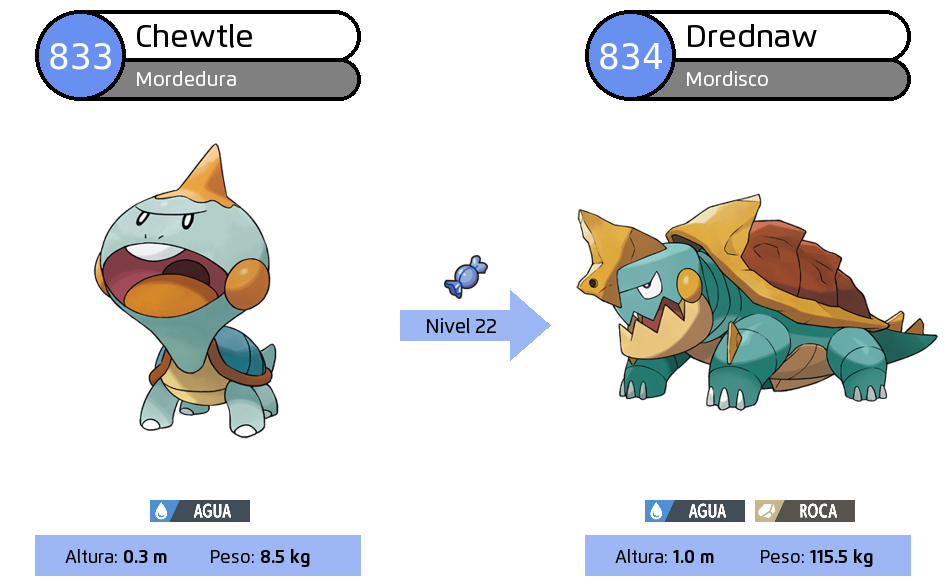 833
Chewtle
Mordedura
834
Drednaw
Mordisco
Nivel 22
AGUA
AGUA
ROCA
Altura: 0.3 m
Peso: 8.5 kg
Altura: 1.0 m
Peso: 115.5 kg